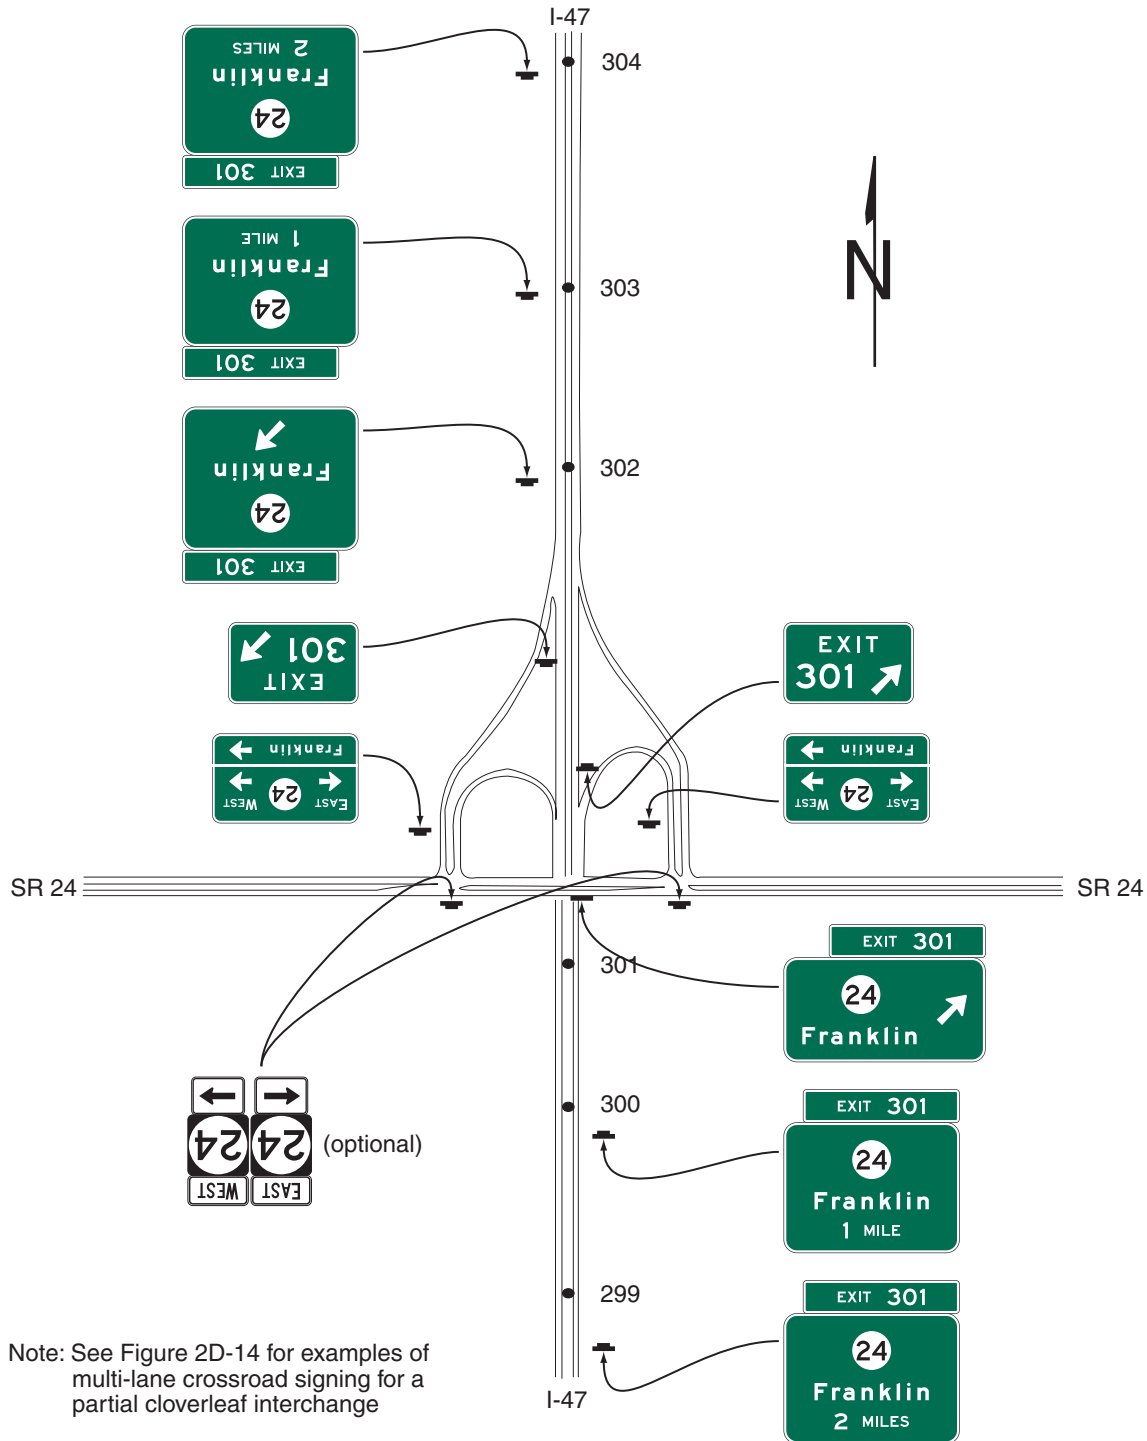 I-47
2 MILES
Franklin
24
EXIT 301
304
1 MILE
Franklin
24
EXIT 301
303
N
Franklin
24
EXIT 301
302
EXIT
301
EXIT
301
Franklin
EAST 24 WEST
Franklin
EAST 24 WEST
SR 24
SR 24
301
EXIT 301
24
Franklin
300
EXIT 301
24
Franklin
1 MILE
24 24
WEST EAST
(optional)
299
EXIT 301
24
Franklin
2 MILES
Note: See Figure 2D-14 for examples of
multi-lane crossroad signing for a
partial cloverleaf interchange
I-47